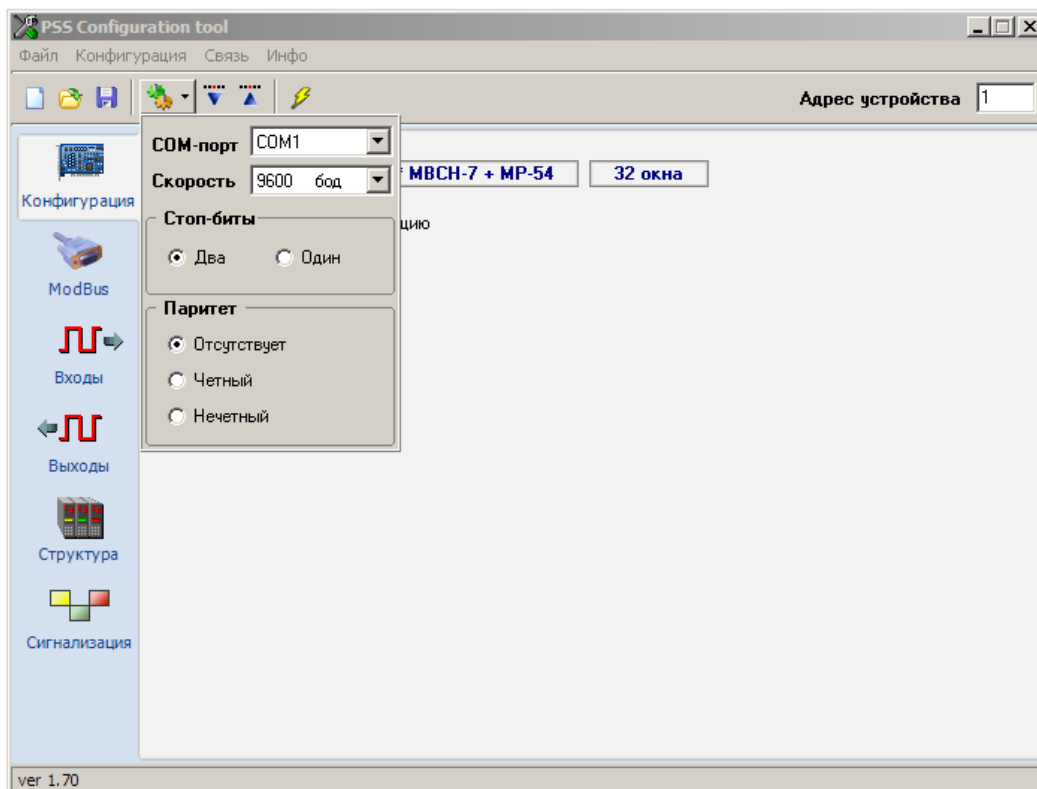 PSS Configuration tool
Файл Конфигурация Связь Инфо
Адрес устройства 1
COM-порт COM1
Скорость 9600 бод
МВСН-7 + МР-54 32 окна
цию
Стоп-биты
Два Один
Паритет
Отсутствует
Четный
Нечетный
Конфигурация
ModBus
Входы
Выходы
Структура
Сигнализация
ver 1.70